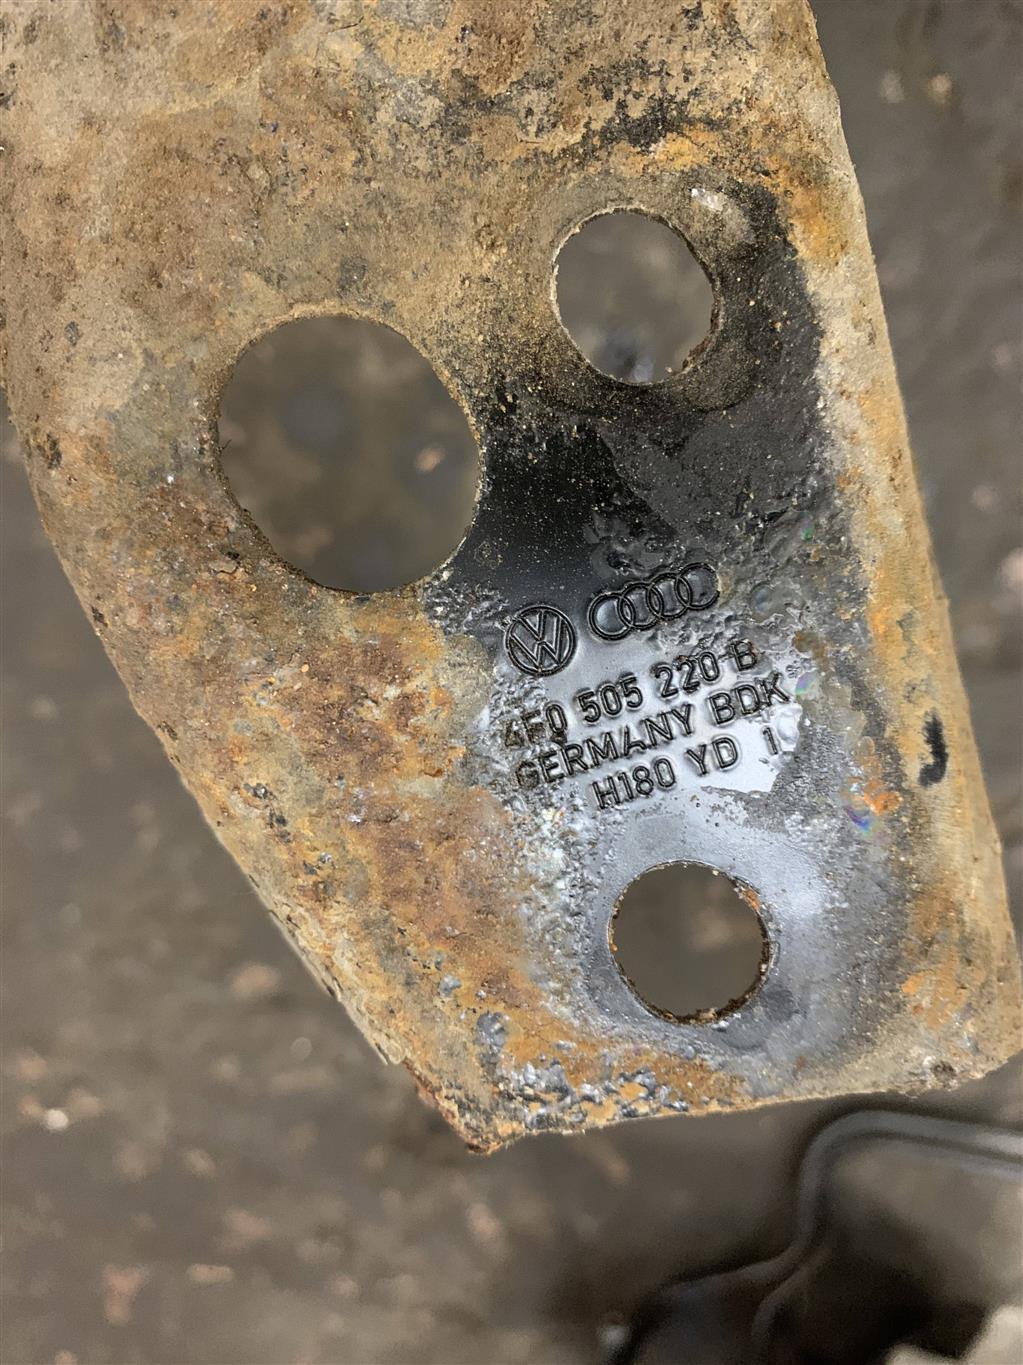 4F0 505 220 B
GERMANY BDK
H180 YD 1